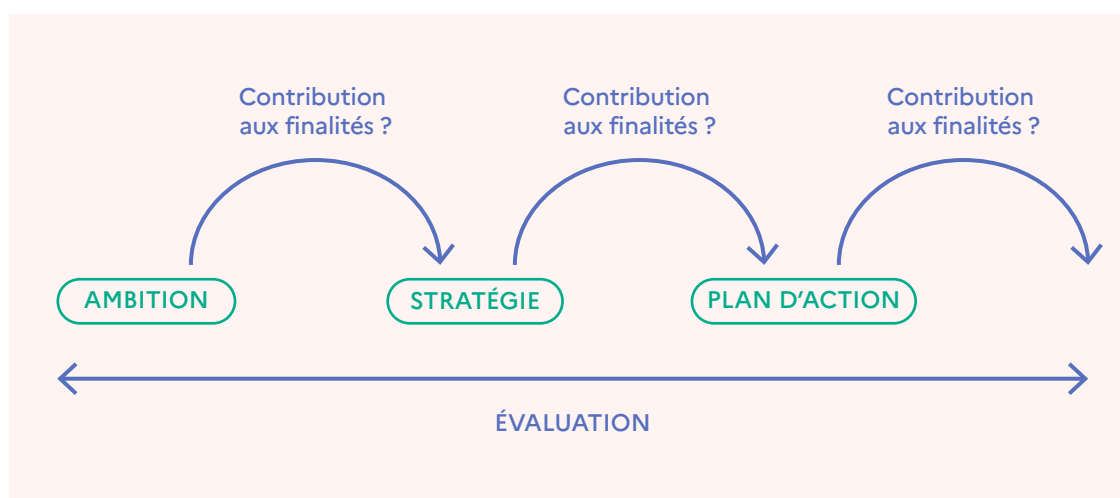 Contribution
aux finalités ?
Contribution
aux finalités ?
Contribution
aux finalités ?
AMBITION
STRATÉGIE
PLAN D’ACTION
ÉVALUATION